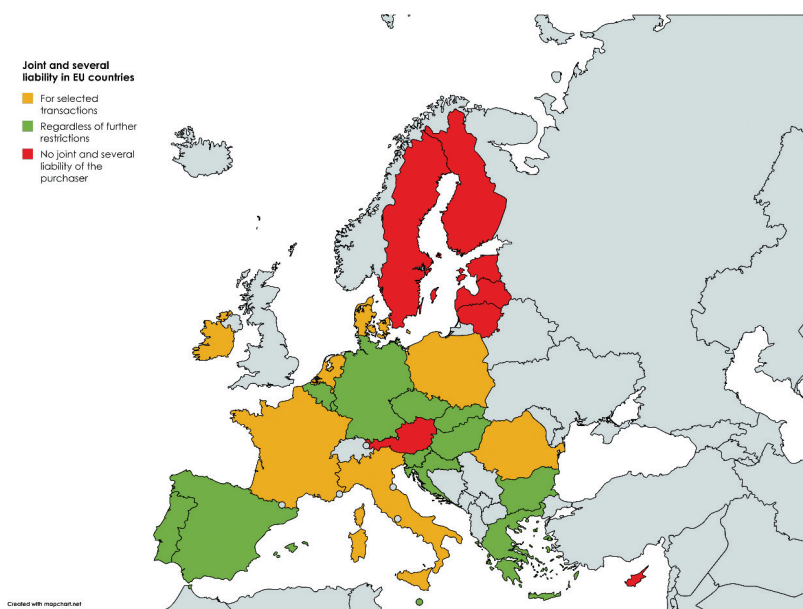 Joint and several
liability in EU countries
For selected
transactions
Regardless of further
restrictions
No joint and several
liability of the
purchaser
Created with mapchart.net